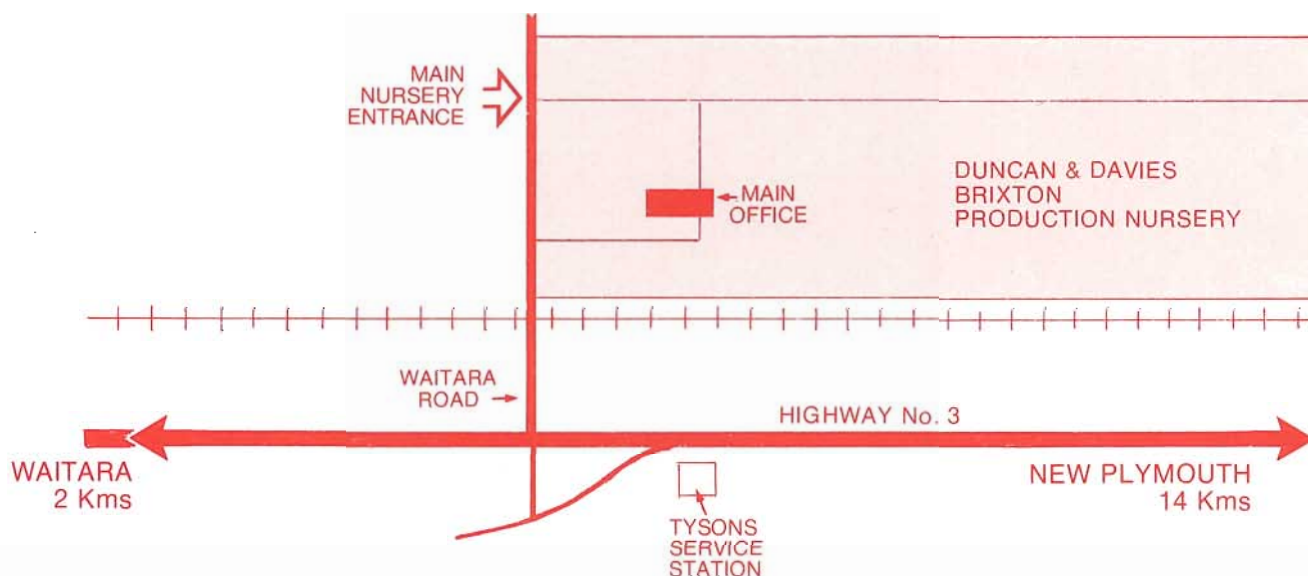 MAIN
NURSERY
ENTRANCE
DUNCAN & DAVIES
BRIXTON
PRODUCTION NURSERY
MAIN
OFFICE
WAITARA
ROAD
HIGHWAY No. 3
WAITARA
2 Kms
NEW PLYMOUTH
14 Kms
TYSONS
SERVICE
STATION